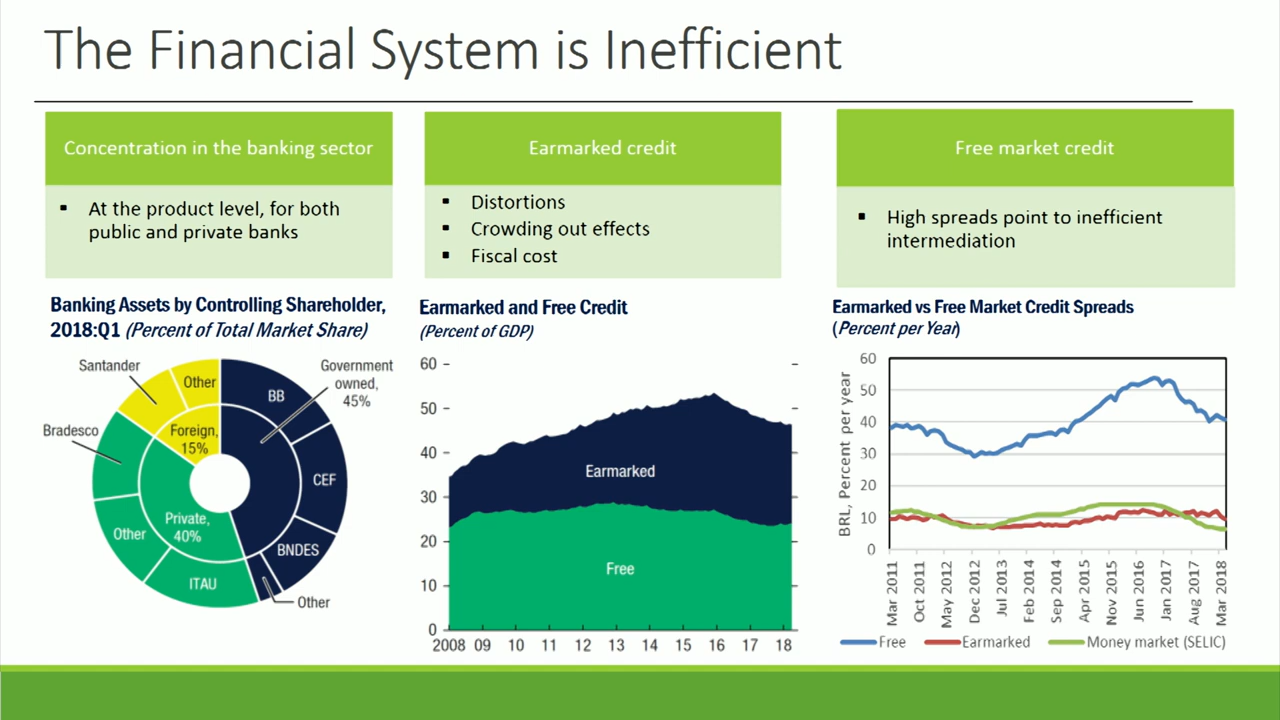 The Financial System is Inefficient
Concentration in the banking sector
▪ At the product level, for both
public and private banks
Earmarked credit
▪ Distortions
▪ Crowding out effects
▪ Fiscal cost
Free market credit
▪ High spreads point to inefficient
intermediation
Banking Assets by Controlling Shareholder,
2018:Q1 (Percent of Total Market Share)
Santander
Other
BB
Government
owned,
45%
Bradesco
Foreign,
15%
CEF
Private,
40%
Other
BNDES
ITAU
Other
Earmarked and Free Credit
(Percent of GDP)
60
50
40
30
20
10
0
Earmarked
Free
2008 09 10 11 12 13 14 15 16 17 18
Earmarked vs Free Market Credit Spreads
(Percent per Year)
BRL, Percent per year
60
50
40
30
20
10
0
Mar 2011
Oct 2011
May 2012
Dec 2012
Jul 2013
Feb 2014
Sep 2014
Apr 2015
Nov 2015
Jun 2016
Jan 2017
Aug 2017
Mar 2018
Free Earmarked Money market (SELIC)